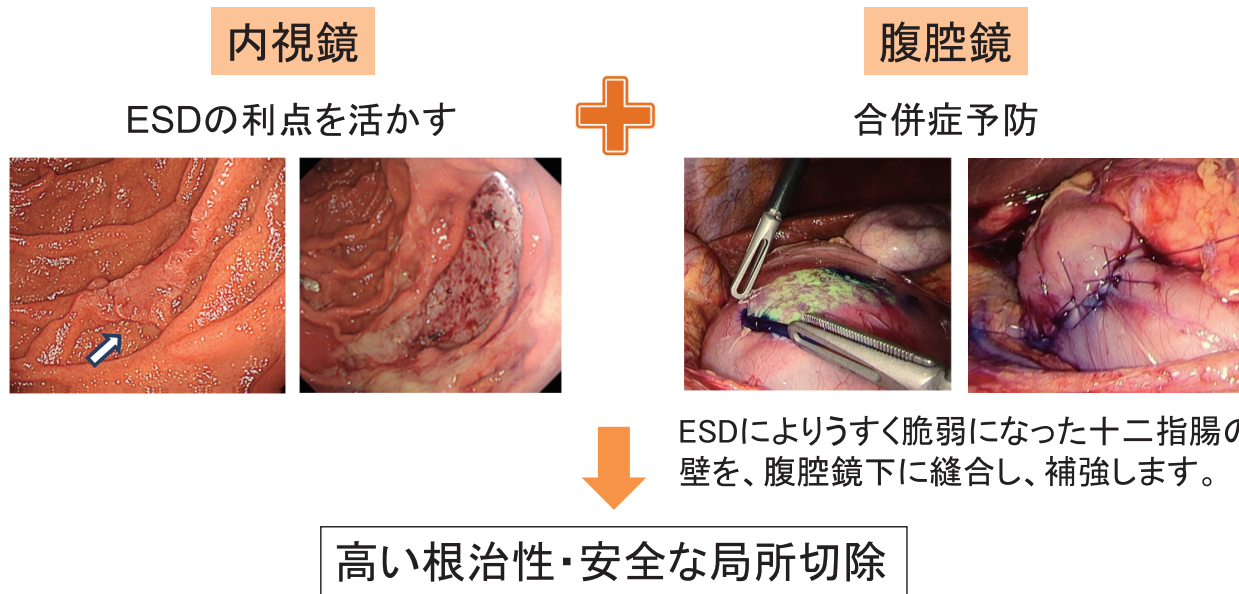 内視鏡
腹腔鏡
ESDの利点を活かす
合併症予防
ESDによりうすく脆弱になった十二指腸の
壁を、腹腔鏡下に縫合し、補強します。
高い根治性・安全な局所切除